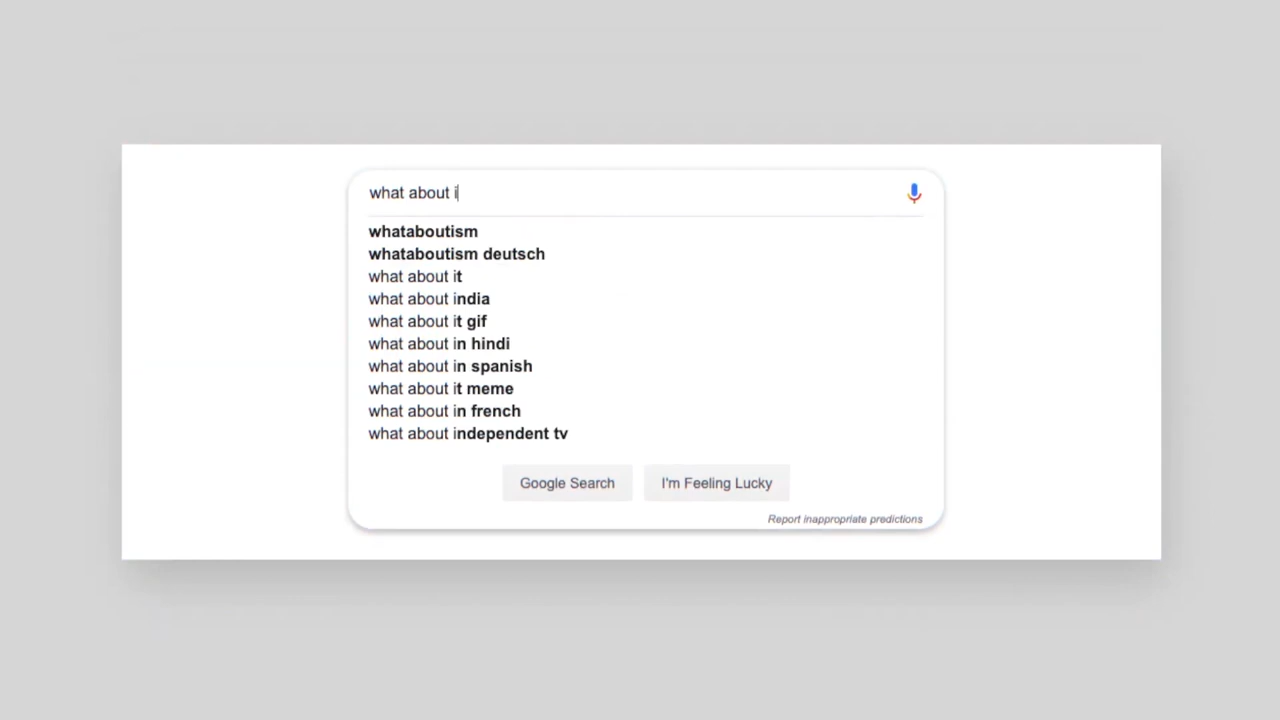 what about i
whataboutism
whataboutism deutsch
what about it
what about india
what about it gif
what about in hindi
what about in spanish
what about it meme
what about in french
what about independent tv
Google Search I'm Feeling Lucky
Report inappropriate predictions